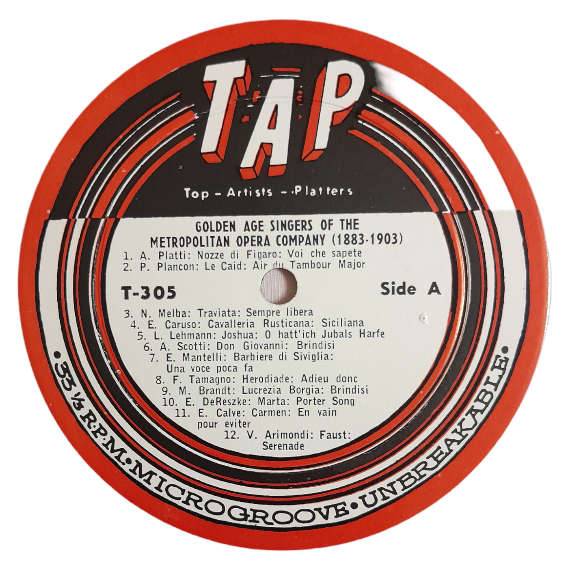 TAP
Top - Artists - Platters
GOLDEN AGE SINGERS OF THE
METROPOLITAN OPERA COMPANY (1883-1903)
1. A. Platti: Nozze di Figaro: Voi che sapete
2. P. Plancon: Le Caid: Air du Tambour Major
T-305
Side A
3. N. Melba: Traviata: Sempre libera
4. E. Caruso: Cavalleria Rusticana: Siciliana
5. L. Lehmann: Joshua: O hatt'ich Jubals Harfe
6. A. Scotti: Don Giovanni: Brindisi
7. E. Mantelli: Barbiere di Siviglia:
Una voce poca fa
8. F. Tamagno: Herodiade: Adieu donc
9. M. Brandt: Lucrezia Borgia: Brindisi
10. E. DeReszke: Marta: Porter Song
11. E. Calve: Carmen: En vain
pour eviter
12. V. Arimondi: Faust:
Serenade
• 33 1/3 R.P.M. • MICROGROOVE • UNBREAKABLE •